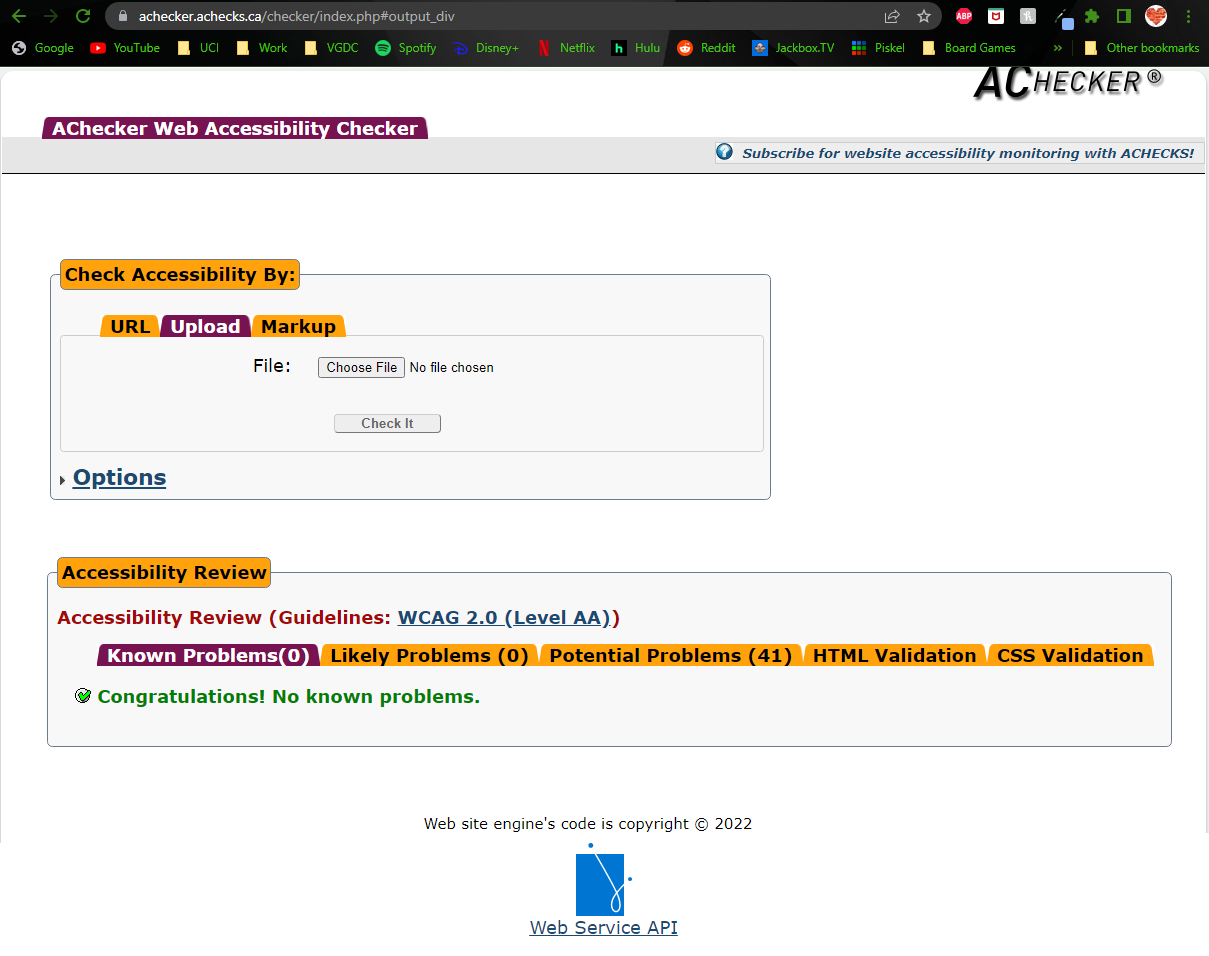 achecker.achecks.ca/checker/index.php#output_div
ABP
Google YouTube UCI Work VGDC Spotify Disney+ Netflix Hulu Reddit Jackbox.TV Piskel Board Games » Other bookmarks
ACHECKER ®
AChecker Web Accessibility Checker
Subscribe for website accessibility monitoring with ACHECKS!
Check Accessibility By:
URL Upload Markup
File: Choose File No file chosen
Check It
Options
Accessibility Review
Accessibility Review (Guidelines: WCAG 2.0 (Level AA))
Known Problems(0) Likely Problems (0) Potential Problems (41) HTML Validation CSS Validation
Congratulations! No known problems.
Web site engine's code is copyright © 2022
Web Service API